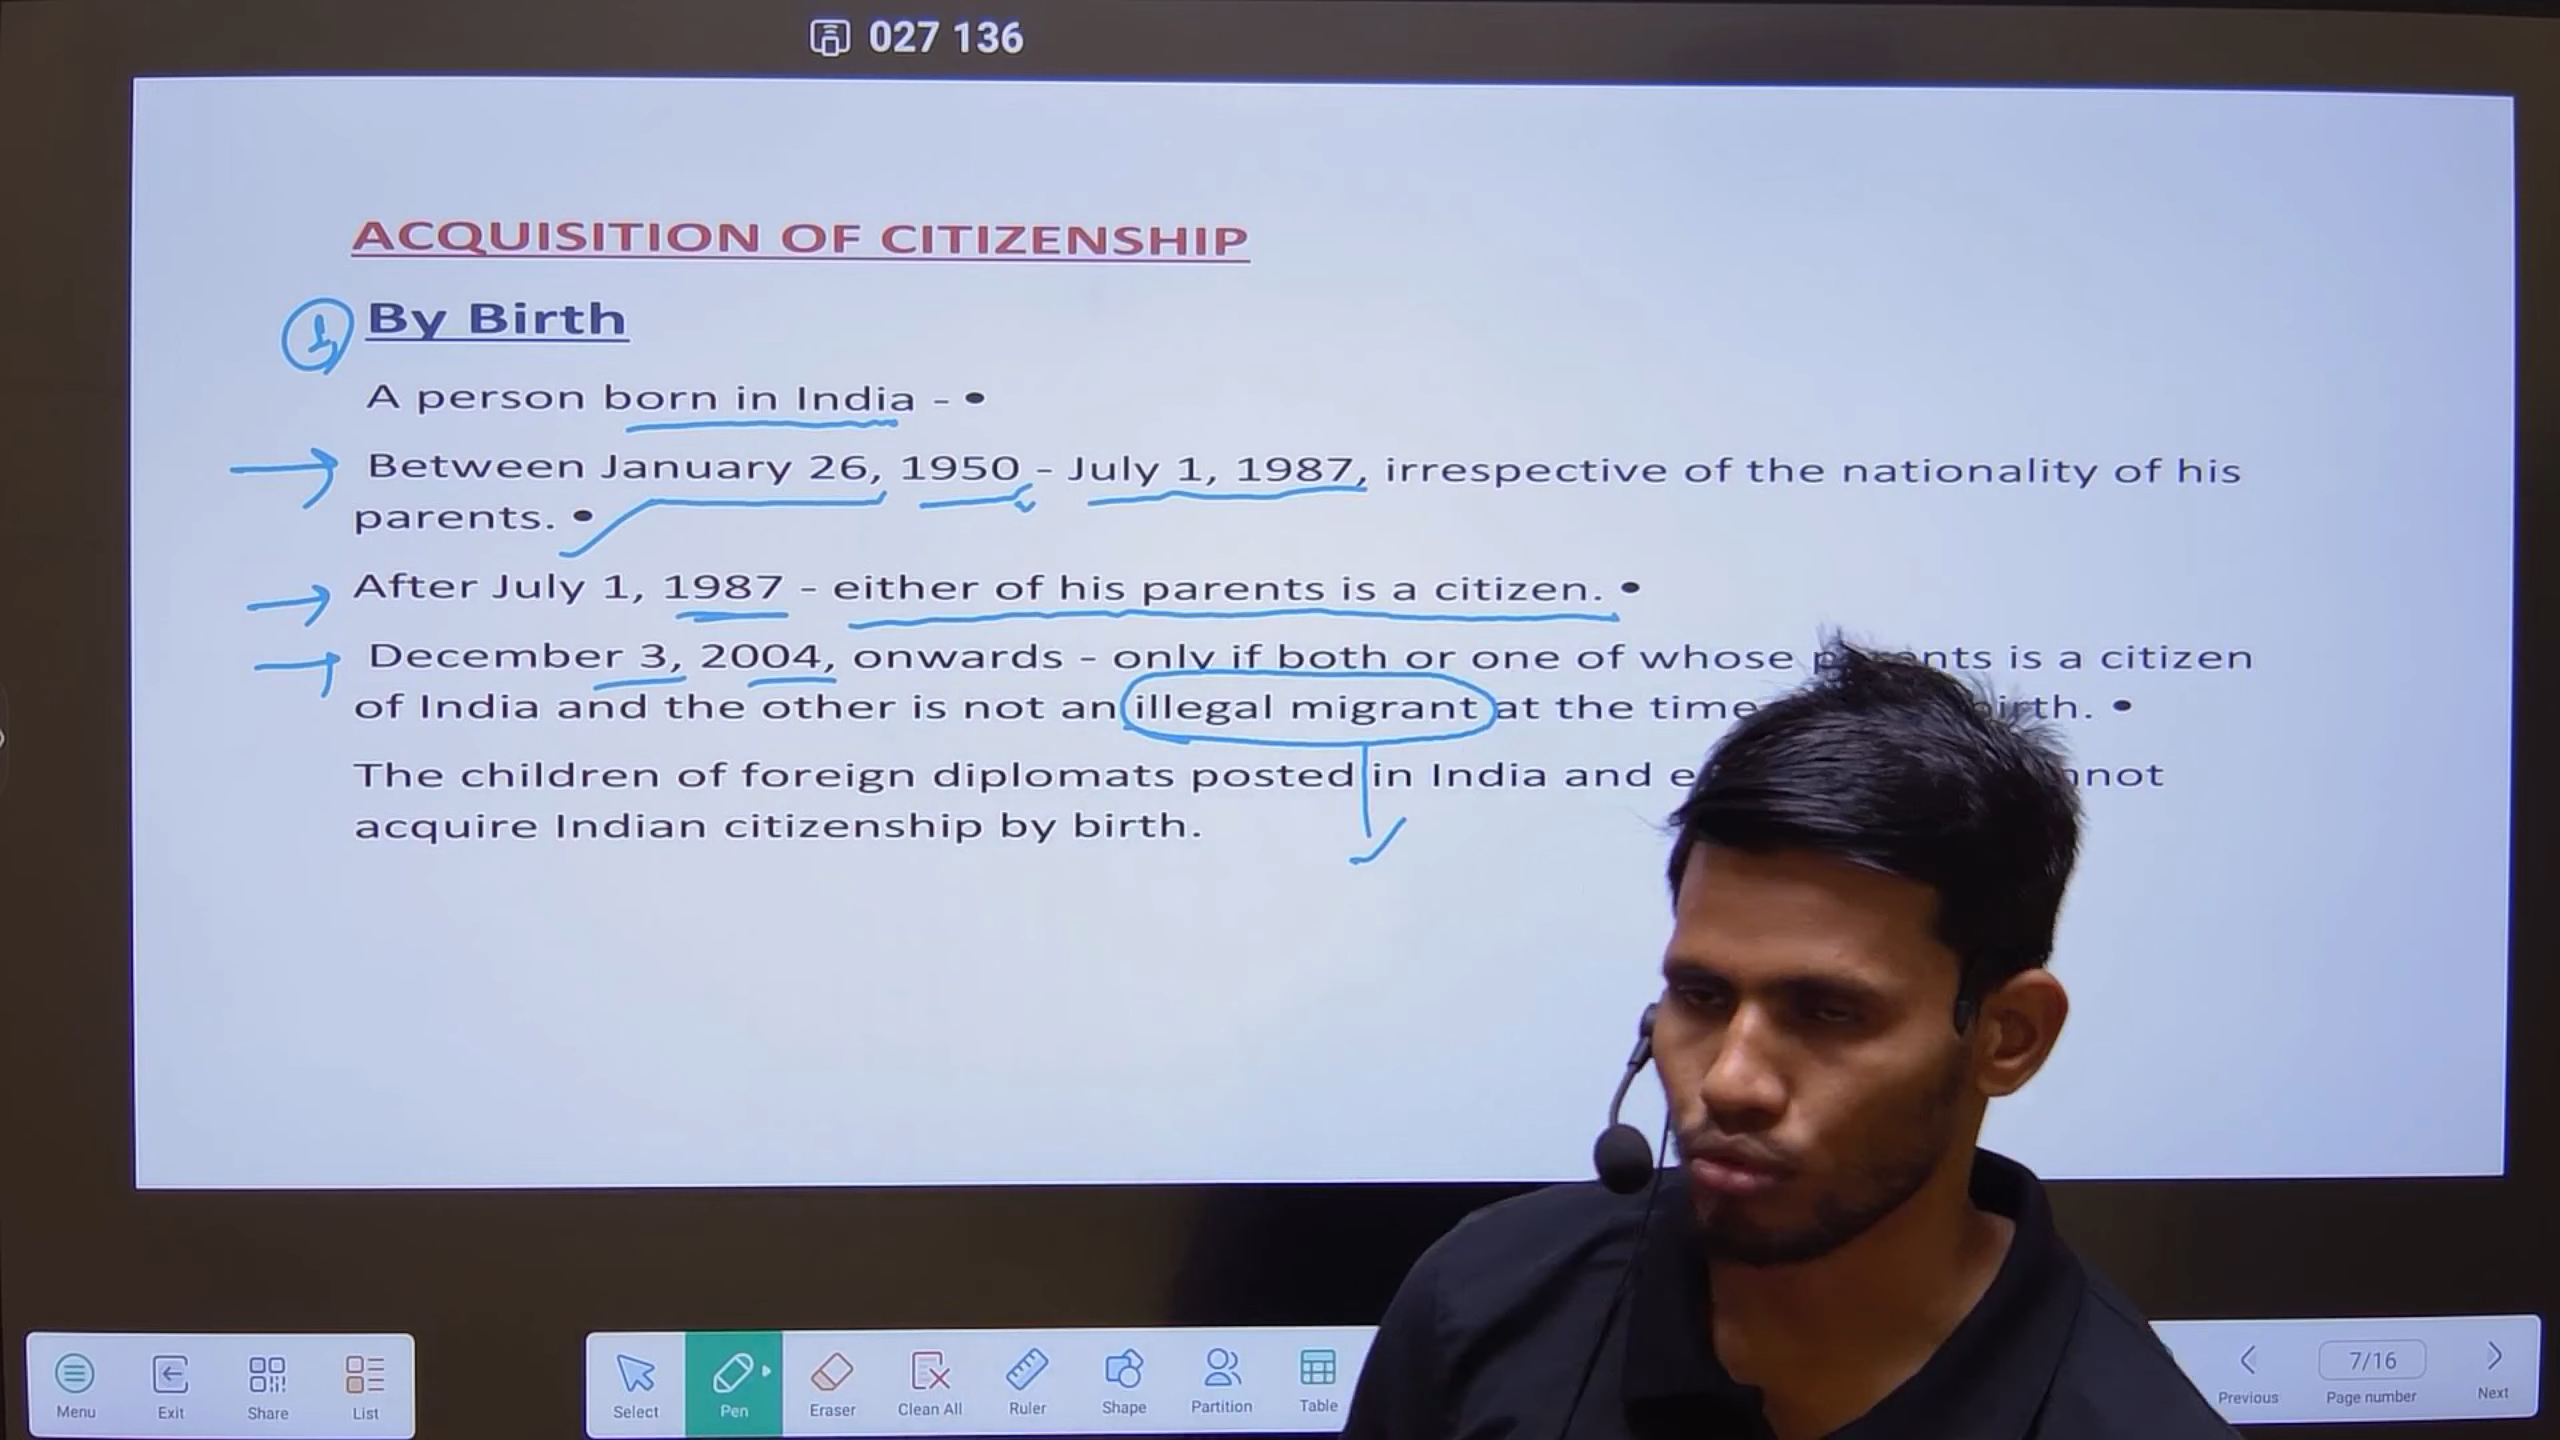 027 136
ACQUISITION OF CITIZENSHIP
1 By Birth
A person born in India - •
Between January 26, 1950 - July 1, 1987, irrespective of the nationality of his
parents. •
After July 1, 1987 - either of his parents is a citizen. •
December 3, 2004, onwards - only if both or one of whose is a citizen
of India and the other is not an illegal migrant at the time •
The children of foreign diplomats posted in India and
acquire Indian citizenship by birth.
Menu Exit Share List Select Pen Eraser Clean All Ruler Shape Partition Table Previous 7/16 Page number Next